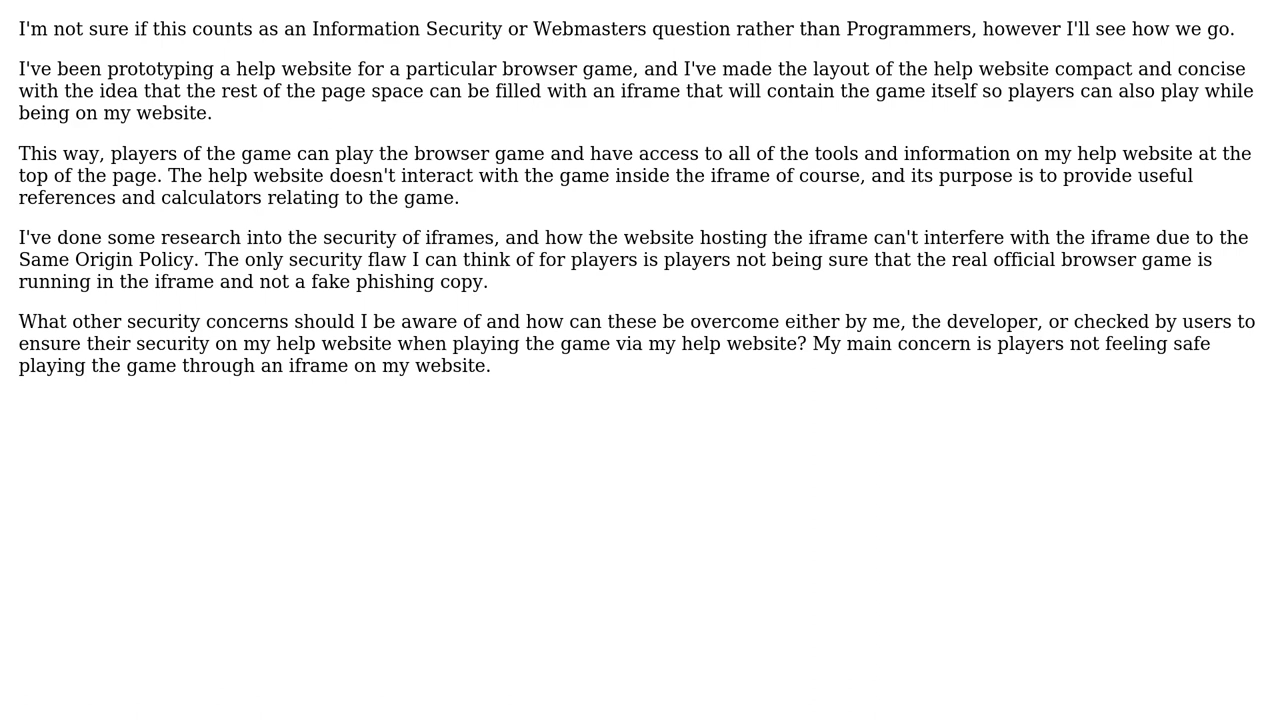 I'm not sure if this counts as an Information Security or Webmasters question rather than Programmers, however I'll see how we go.
I've been prototyping a help website for a particular browser game, and I've made the layout of the help website compact and concise
with the idea that the rest of the page space can be filled with an iframe that will contain the game itself so players can also play while
being on my website.
This way, players of the game can play the browser game and have access to all of the tools and information on my help website at the
top of the page. The help website doesn't interact with the game inside the iframe of course, and its purpose is to provide useful
references and calculators relating to the game.
I've done some research into the security of iframes, and how the website hosting the iframe can't interfere with the iframe due to the
Same Origin Policy. The only security flaw I can think of for players is players not being sure that the real official browser game is
running in the iframe and not a fake phishing copy.
What other security concerns should I be aware of and how can these be overcome either by me, the developer, or checked by users to
ensure their security on my help website when playing the game via my help website? My main concern is players not feeling safe
playing the game through an iframe on my website.